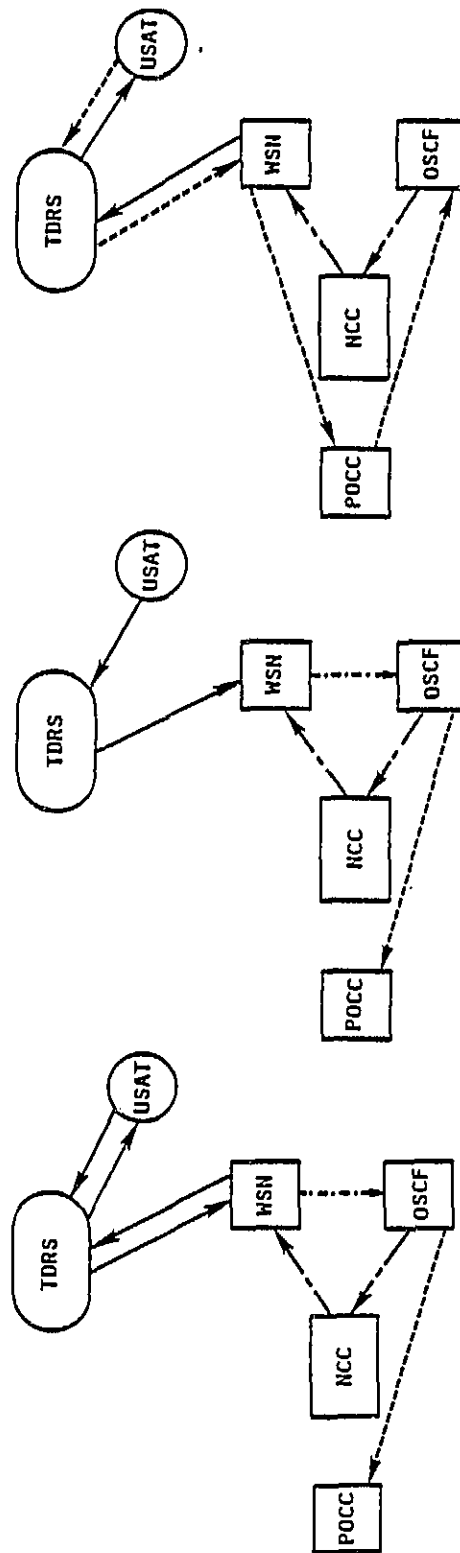 TDRS
USAT
WSN
POCC
NCC
OSCF
TDRS
USAT
WSN
POCC
NCC
OSCF
TDRS
USAT
WSN
POCC
NCC
OSCF